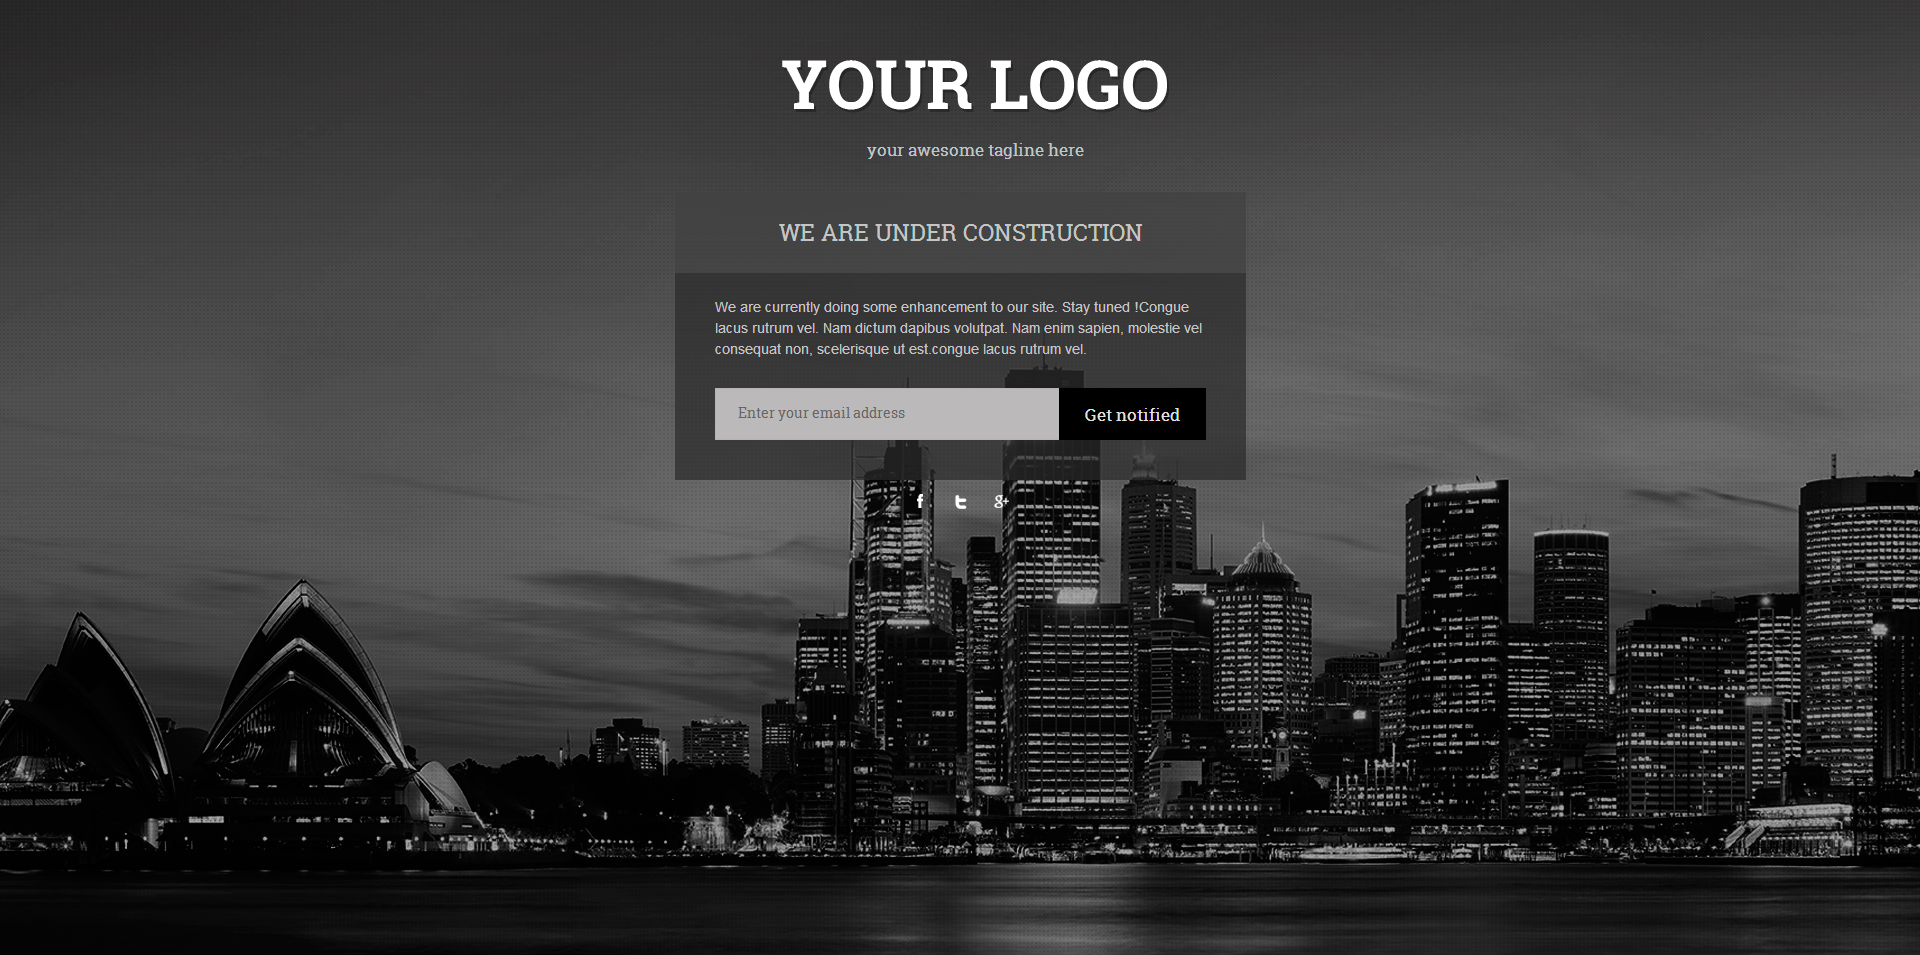 YOUR LOGO
your awesome tagline here
WE ARE UNDER CONSTRUCTION
We are currently doing some enhancement to our site. Stay tuned !Congue
lacus rutrum vel. Nam dictum dapibus volutpat. Nam enim sapien, molestie vel
consequat non, scelerisque ut est.congue lacus rutrum vel.
Enter your email address
Get notified